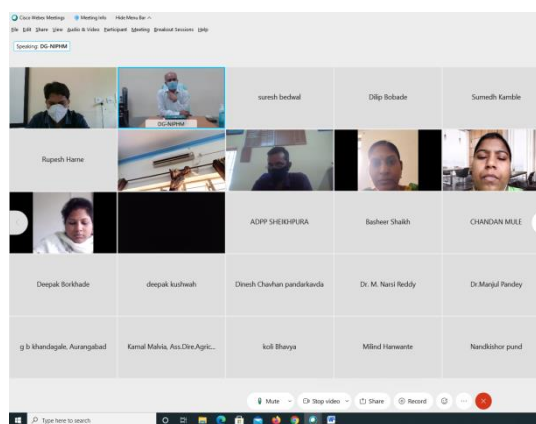 Cisco Webex Meetings Meeting Info Hide Menu Bar
File Edit Share View Audio & Video Participant Meeting Breakout Sessions Help
Speaking: DG-NIPHM
DG-NIPHM
suresh bedwal
Dilip Bobade
Sumedh Kamble
Rupesh Harne
ADPP SHEIKHPURA
Basheer Shaikh
CHANDAN MULE
Deepak Borkhade
deepak kushwah
Dinesh Chavhan pandarkavda
Dr. M. Narsi Reddy
Dr.Manjul Pandey
g b khandagale, Aurangabad
Kamal Malvia, Ass.Dire.Agric...
koli Bhavya
Milind Hanwante
Nandkishor pund
Mute Stop video Share Record
Type here to search